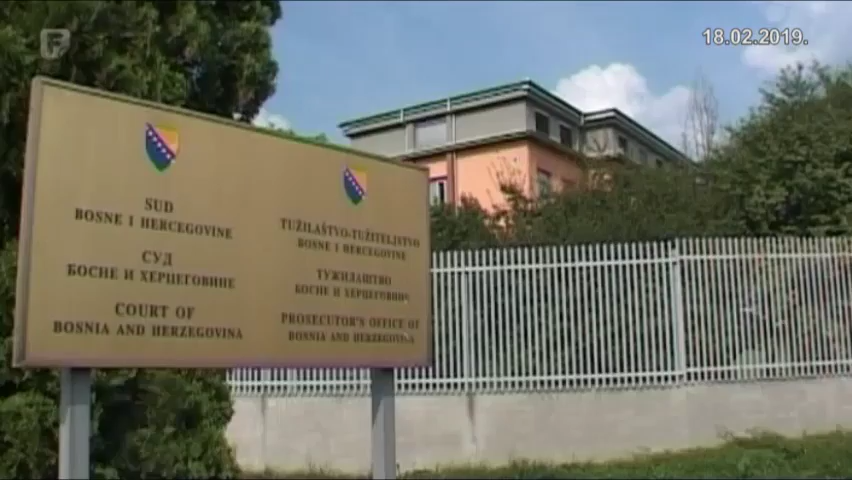 F
18.02.2019.
SUD
BOSNE I HERCEGOVINE
СУД
БОСНЕ И ХЕРЦЕГОВИНЕ
COURT OF
BOSNIA AND HERZEGOVINA
TUŽILAŠTVO-TUŽITELJSTVO
BOSNE I HERCEGOVINE
ТУЖИЛАШТВО
БОСНЕ И ХЕРЦЕГОВИНЕ
PROSECUTOR'S OFFICE OF
BOSNIA AND HERZEGOVINA